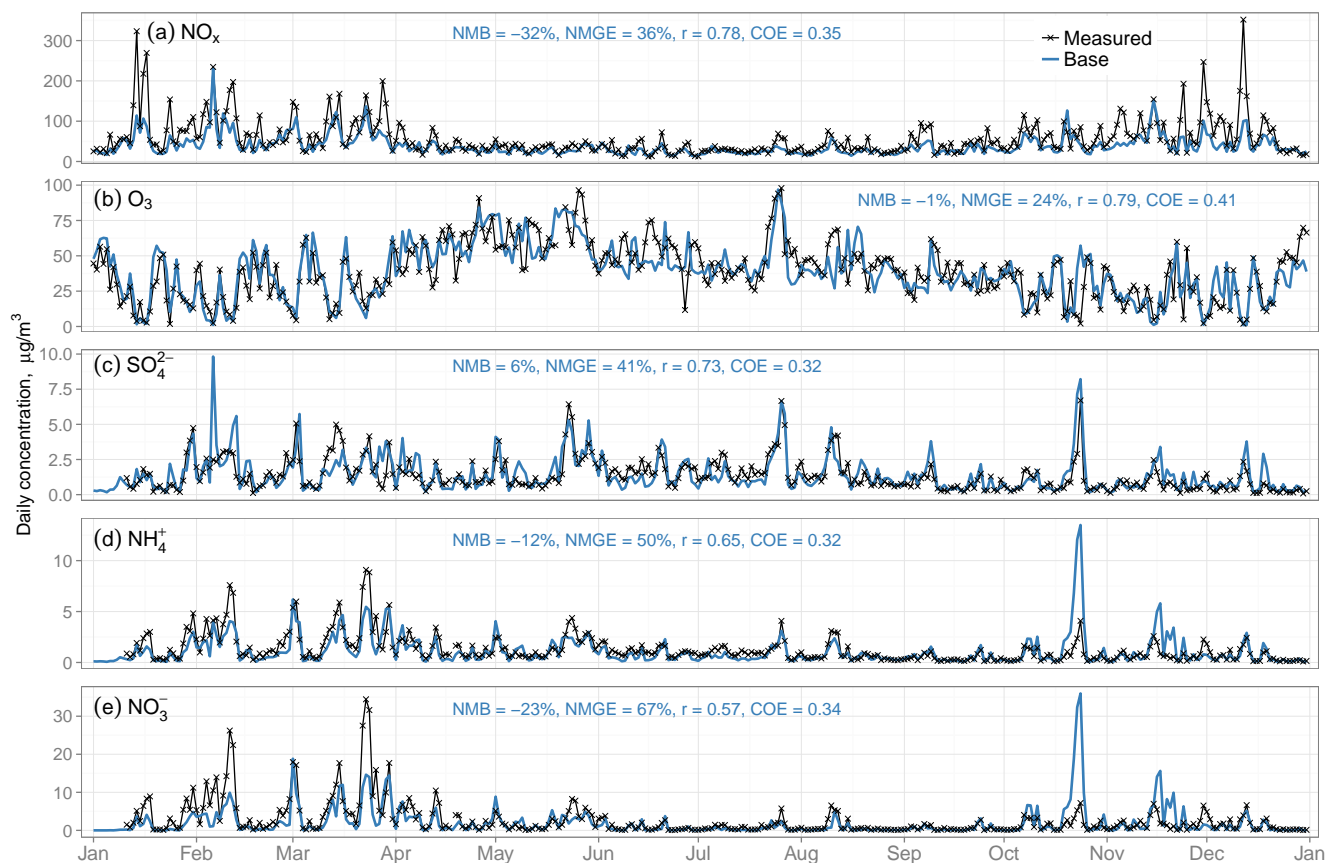 (a) NOx
NMB = −32%, NMGE = 36%, r = 0.78, COE = 0.35
Measured
Base
300
200
100
0
(b) O3
NMB = −1%, NMGE = 24%, r = 0.79, COE = 0.41
100
75
50
25
0
Daily concentration, μg/m3
(c) SO4 2−
NMB = 6%, NMGE = 41%, r = 0.73, COE = 0.32
10.0
7.5
5.0
2.5
0.0
(d) NH4 +
NMB = −12%, NMGE = 50%, r = 0.65, COE = 0.32
10
5
0
(e) NO3 −
NMB = −23%, NMGE = 67%, r = 0.57, COE = 0.34
30
20
10
0
Jan Feb Mar Apr May Jun Jul Aug Sep Oct Nov Dec Jan